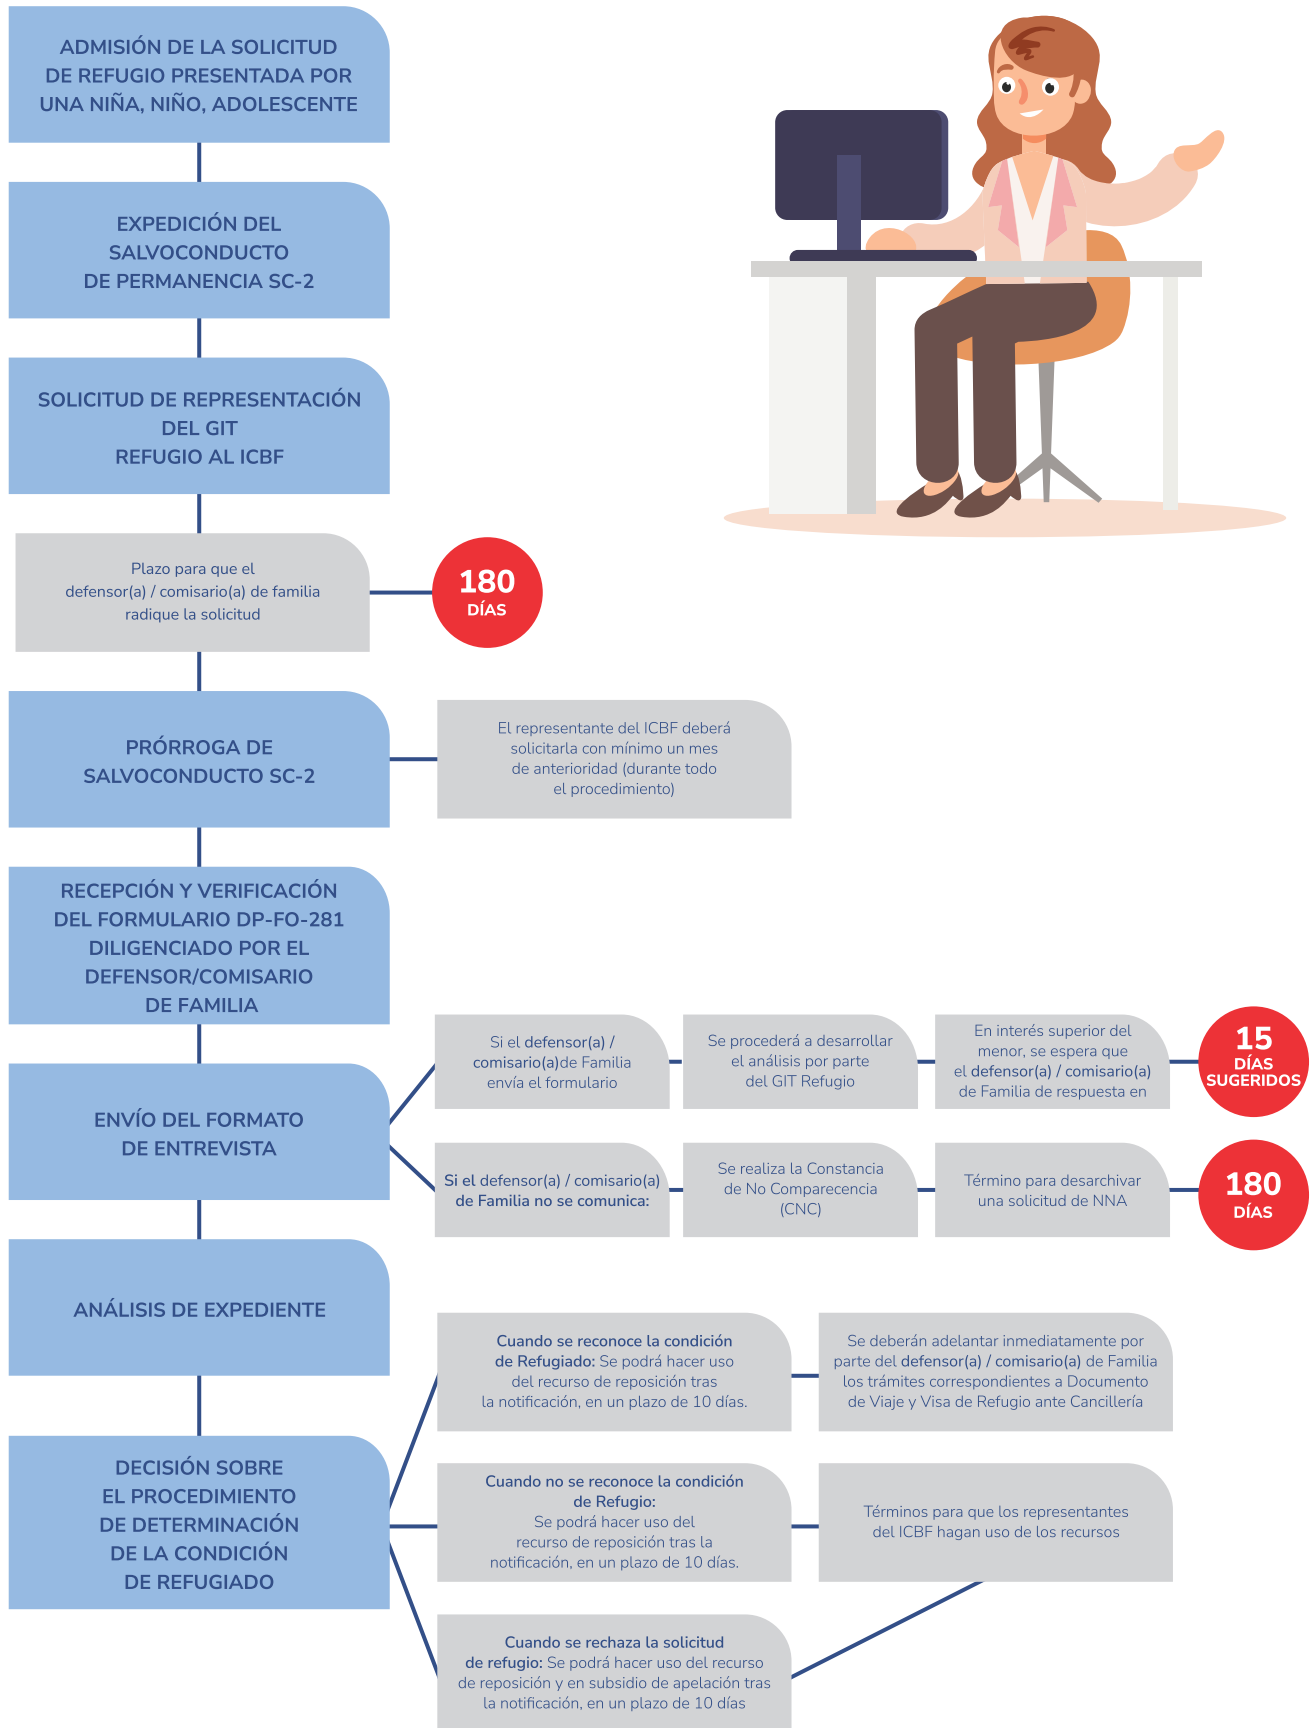 ADMISIÓN DE LA SOLICITUD
DE REFUGIO PRESENTADA POR
UNA NIÑA, NIÑO, ADOLESCENTE
EXPEDICIÓN DEL
SALVOCONDUCTO
DE PERMANENCIA SC-2
SOLICITUD DE REPRESENTACIÓN
DEL GIT
REFUGIO AL ICBF
Plazo para que el
defensor(a) / comisario(a) de familia
radique la solicitud
180
DÍAS
PRÓRROGA DE
SALVOCONDUCTO SC-2
El representante del ICBF deberá
solicitarla con mínimo un mes
de anterioridad (durante todo
el procedimiento)
RECEPCIÓN Y VERIFICACIÓN
DEL FORMULARIO DP-FO-281
DILIGENCIADO POR EL
DEFENSOR/COMISARIO
DE FAMILIA
ENVÍO DEL FORMATO
DE ENTREVISTA
Si el defensor(a) /
comisario(a)de Familia
envía el formulario
Se procederá a desarrollar
el análisis por parte
del GIT Refugio
En interés superior del
menor, se espera que
el defensor(a) / comisario(a)
de Familia de respuesta en
15
DÍAS
SUGERIDOS
Si el defensor(a) / comisario(a)
de Familia no se comunica:
Se realiza la Constancia
de No Comparecencia
(CNC)
Término para desarchivar
una solicitud de NNA
180
DÍAS
ANÁLISIS DE EXPEDIENTE
DECISIÓN SOBRE
EL PROCEDIMIENTO
DE DETERMINACIÓN
DE LA CONDICIÓN
DE REFUGIADO
Cuando se reconoce la condición
de Refugiado: Se podrá hacer uso
del recurso de reposición tras
la notificación, en un plazo de 10 días.
Se deberán adelantar inmediatamente por
parte del defensor(a) / comisario(a) de Familia
los trámites correspondientes a Documento
de Viaje y Visa de Refugio ante Cancillería
Cuando no se reconoce la condición
de Refugio:
Se podrá hacer uso del
recurso de reposición tras la
notificación, en un plazo de 10 días.
Términos para que los representantes
del ICBF hagan uso de los recursos
Cuando se rechaza la solicitud
de refugio: Se podrá hacer uso del recurso
de reposición y en subsidio de apelación tras
la notificación, en un plazo de 10 días